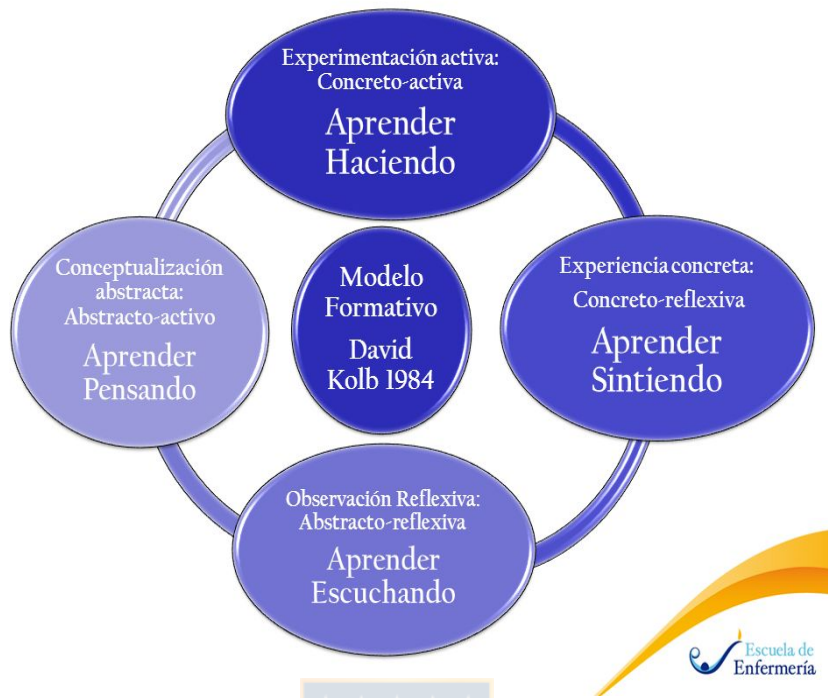 Experimentación activa:
Concreto-activa
Aprender
Haciendo
Conceptualización
abstracta:
Abstracto-activo
Aprender
Pensando
Modelo
Formativo
David
Kolb 1984
Experiencia concreta:
Concreto-reflexiva
Aprender
Sintiendo
Observación Reflexiva:
Abstracto-reflexiva
Aprender
Escuchando
Escuela de
Enfermería